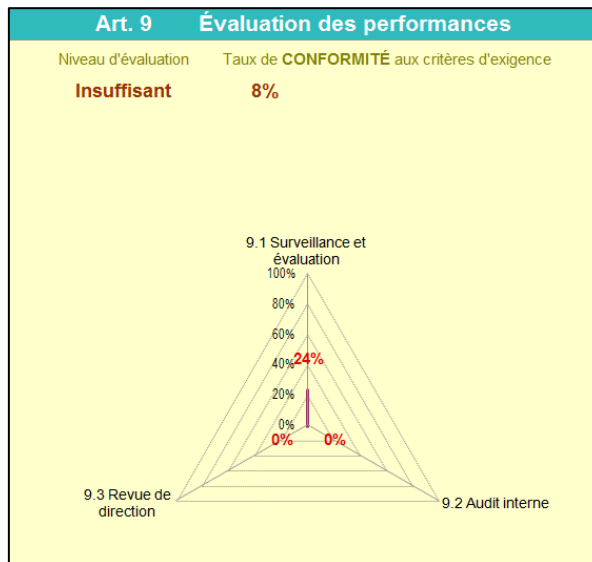 Art. 9 Évaluation des performances
Niveau d'évaluation Taux de CONFORMITÉ aux critères d'exigence
Insuffisant 8%
9.1 Surveillance et
évaluation
100%
80%
60%
24%
40%
20%
0%
0% 0%
9.3 Revue de
direction
9.2 Audit interne